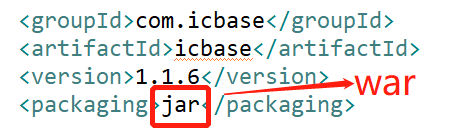 <groupId>com.icbase</groupId>
<artifactId>icbase</artifactId>
<version>1.1.6</version>
<packaging>jar</packaging>
war